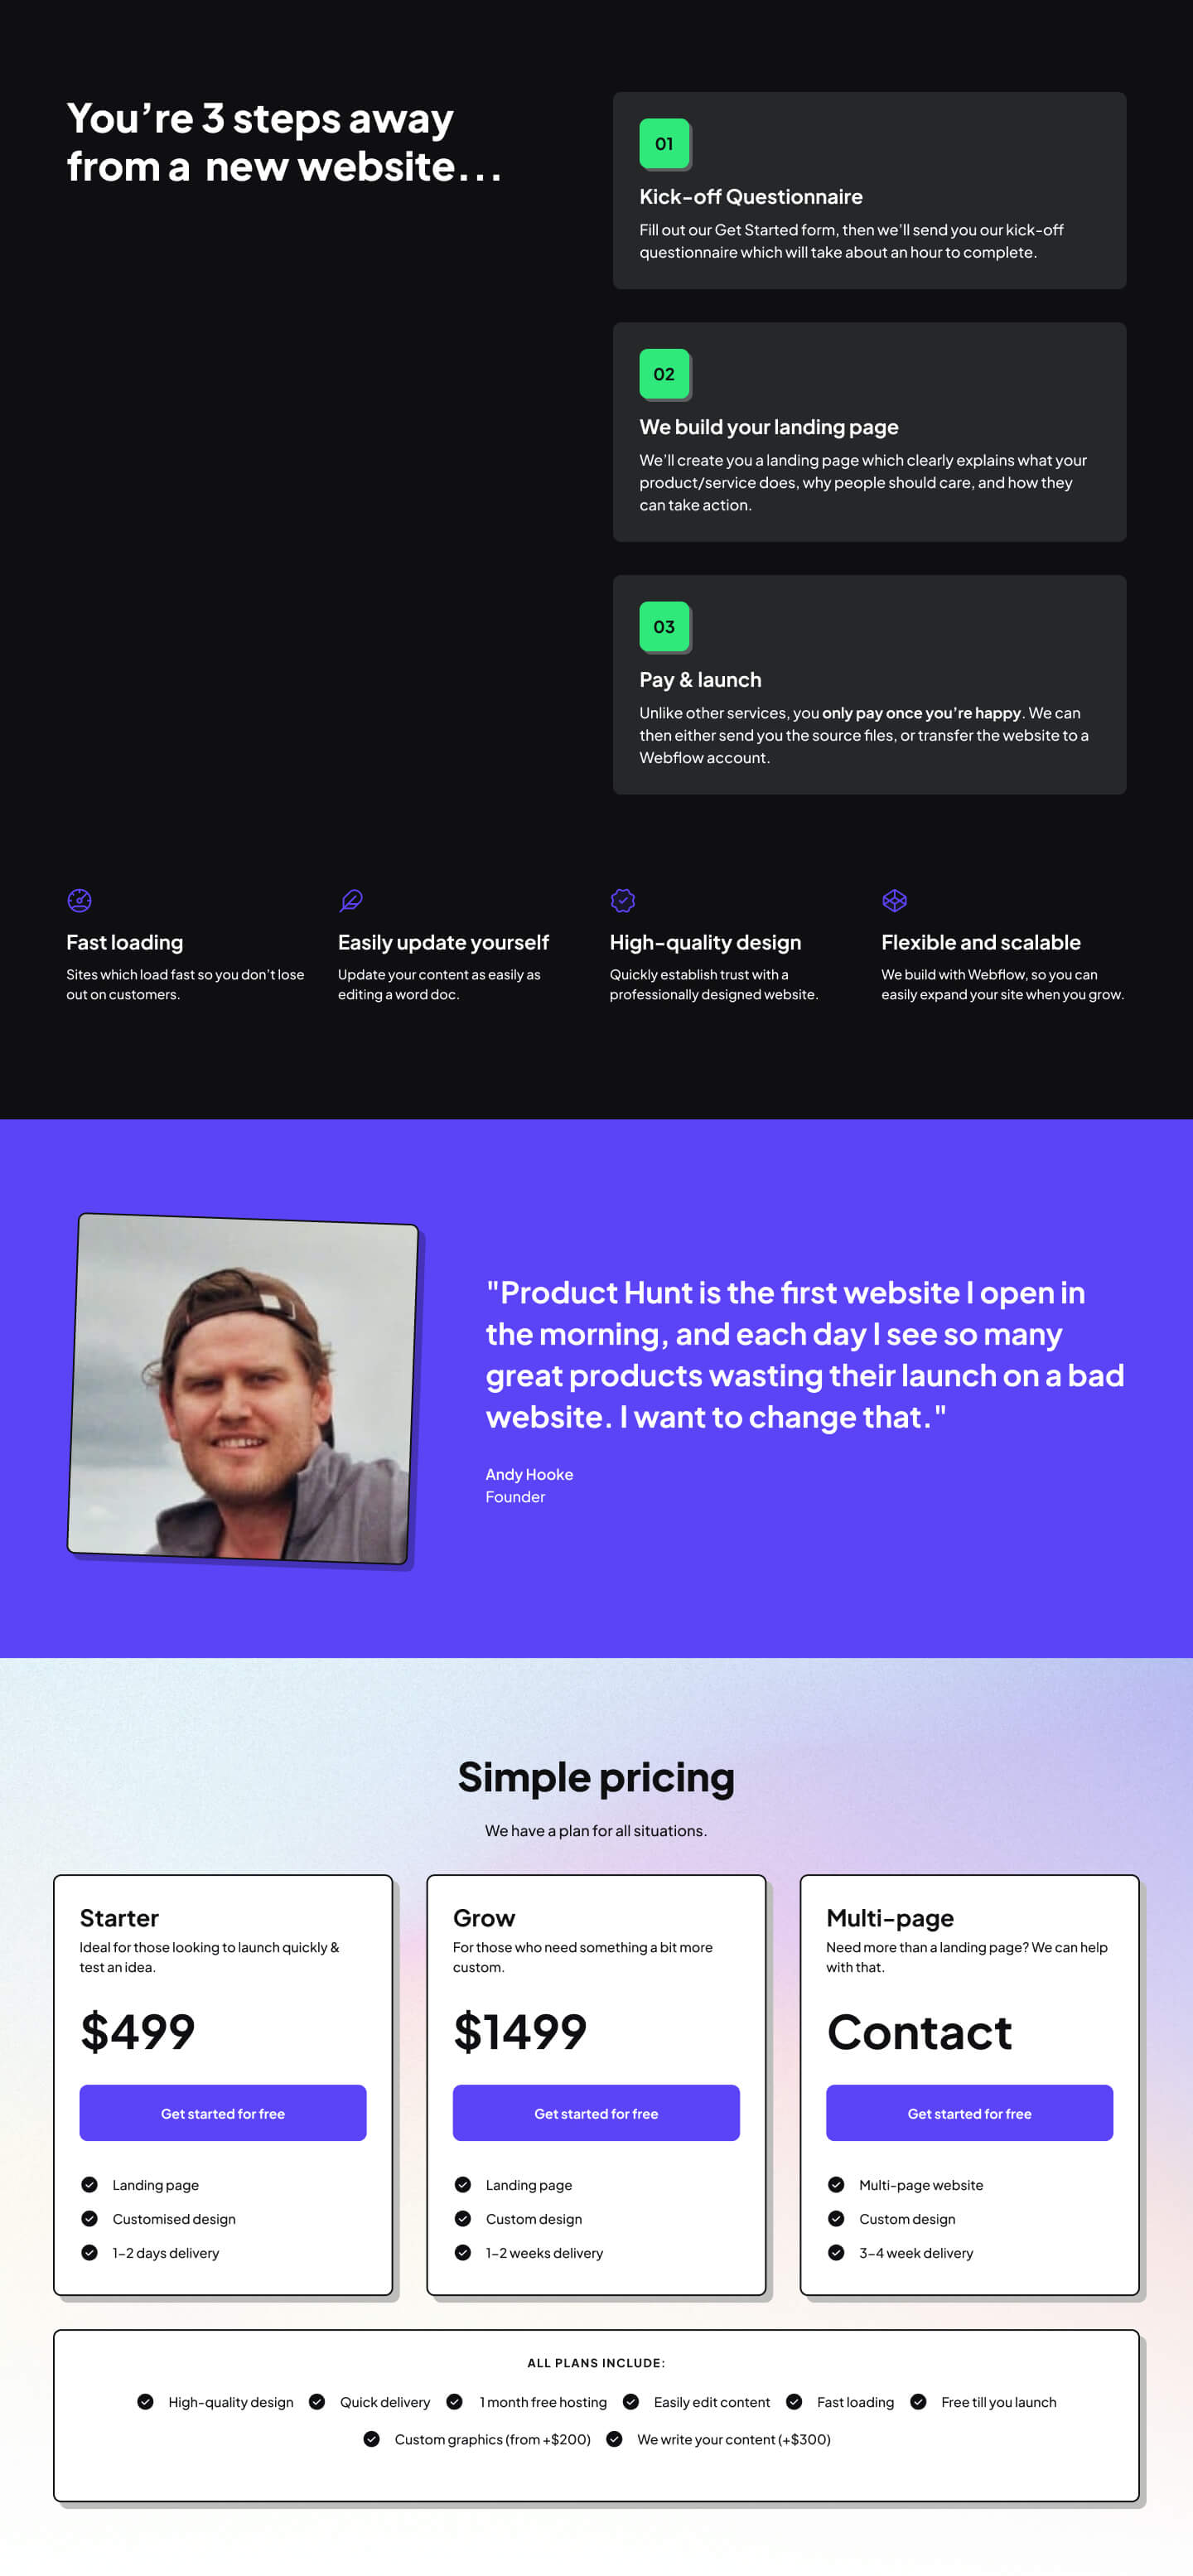 You’re 3 steps away
from a  new website...
01
Kick-off Questionnaire
Fill out our Get Started form, then we’ll send you our kick-off
questionnaire which will take about an hour to complete.
02
We build your landing page
We’ll create you a landing page which clearly explains what your
product/service does, why people should care, and how they
can take action.
03
Pay & launch
Unlike other services, you only pay once you’re happy. We can
then either send you the source files, or transfer the website to a
Webflow account.
Fast loading
Sites which load fast so you don’t lose
out on customers.
Easily update yourself
Update your content as easily as
editing a word doc.
High-quality design
Quickly establish trust with a
professionally designed website.
Flexible and scalable
We build with Webflow, so you can
easily expand your site when you grow.
"Product Hunt is the first website I open in
the morning, and each day I see so many
great products wasting their launch on a bad
website. I want to change that."
Andy Hooke
Founder
Simple pricing
We have a plan for all situations.
Starter
Ideal for those looking to launch quickly &
test an idea.
$499
Get started for free
Landing page
Customised design
1-2 days delivery
Grow
For those who need something a bit more
custom.
$1499
Get started for free
Landing page
Custom design
1-2 weeks delivery
Multi-page
Need more than a landing page? We can help
with that.
Contact
Get started for free
Multi-page website
Custom design
3-4 week delivery
ALL PLANS INCLUDE:
High-quality design Quick delivery 1 month free hosting Easily edit content Fast loading Free till you launch
Custom graphics (from +$200) We write your content (+$300)